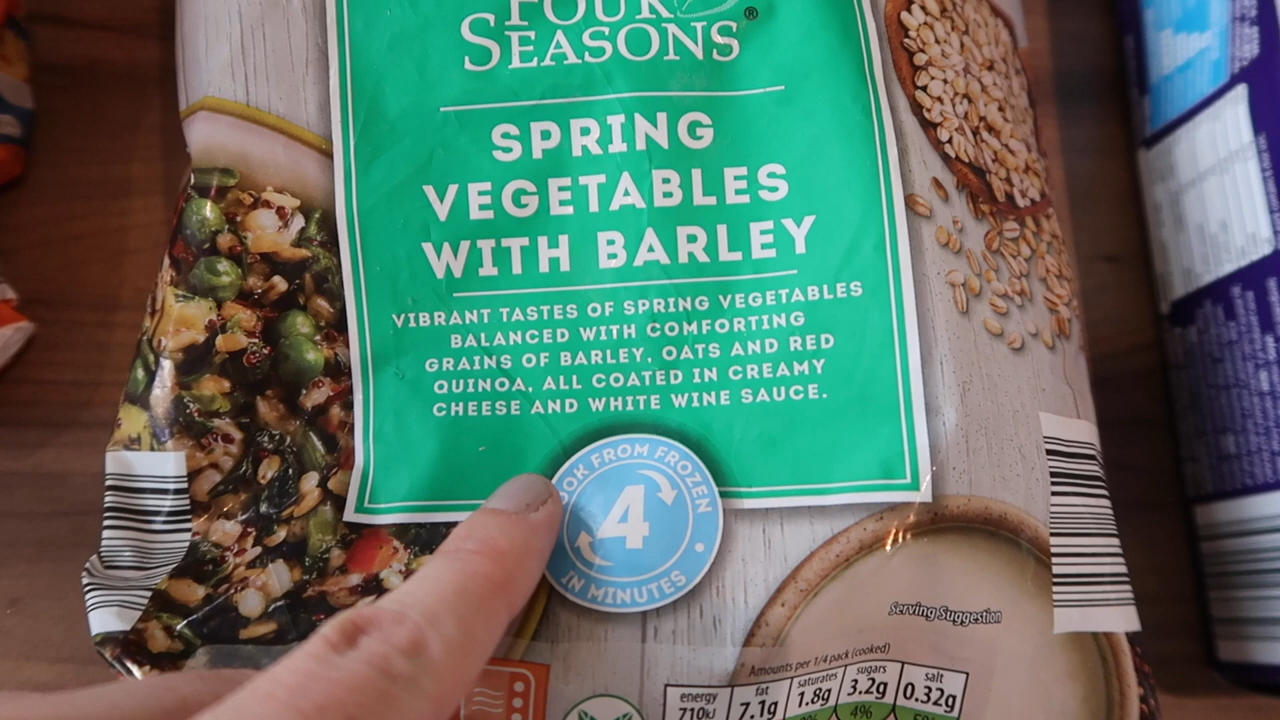 FOUR
SEASONS®
SPRING
VEGETABLES
WITH BARLEY
VIBRANT TASTES OF SPRING VEGETABLES
BALANCED WITH COMFORTING
GRAINS OF BARLEY, OATS AND RED
QUINOA, ALL COATED IN CREAMY
CHEESE AND WHITE WINE SAUCE.
FROM FROZEN
4
IN MINUTES
Serving Suggestion
Amounts per 1/4 pack (cooked)
energy fat saturates sugars salt
710kJ 7.1g 1.8g 3.2g 0.32g
4%